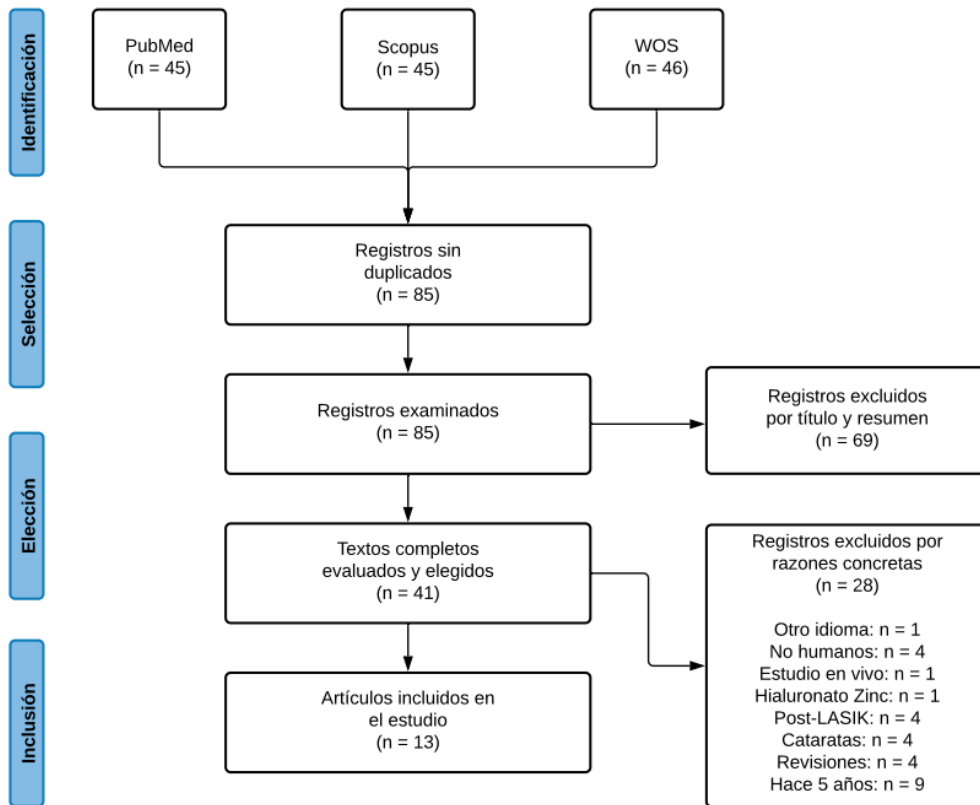 Identificación
PubMed
(n = 45)
Scopus
(n = 45)
WOS
(n = 46)
Selección
Registros sin
duplicados
(n = 85)
Registros examinados
(n = 85)
Registros excluidos
por título y resumen
(n = 69)
Elección
Textos completos
evaluados y elegidos
(n = 41)
Registros excluidos por
razones concretas
(n = 28)
Otro idioma: n = 1
No humanos: n = 4
Estudio en vivo: n = 1
Hialuronato Zinc: n = 1
Post-LASIK: n = 4
Cataratas: n = 4
Revisiones: n = 4
Hace 5 años: n = 9
Inclusión
Artículos incluidos en
el estudio
(n = 13)